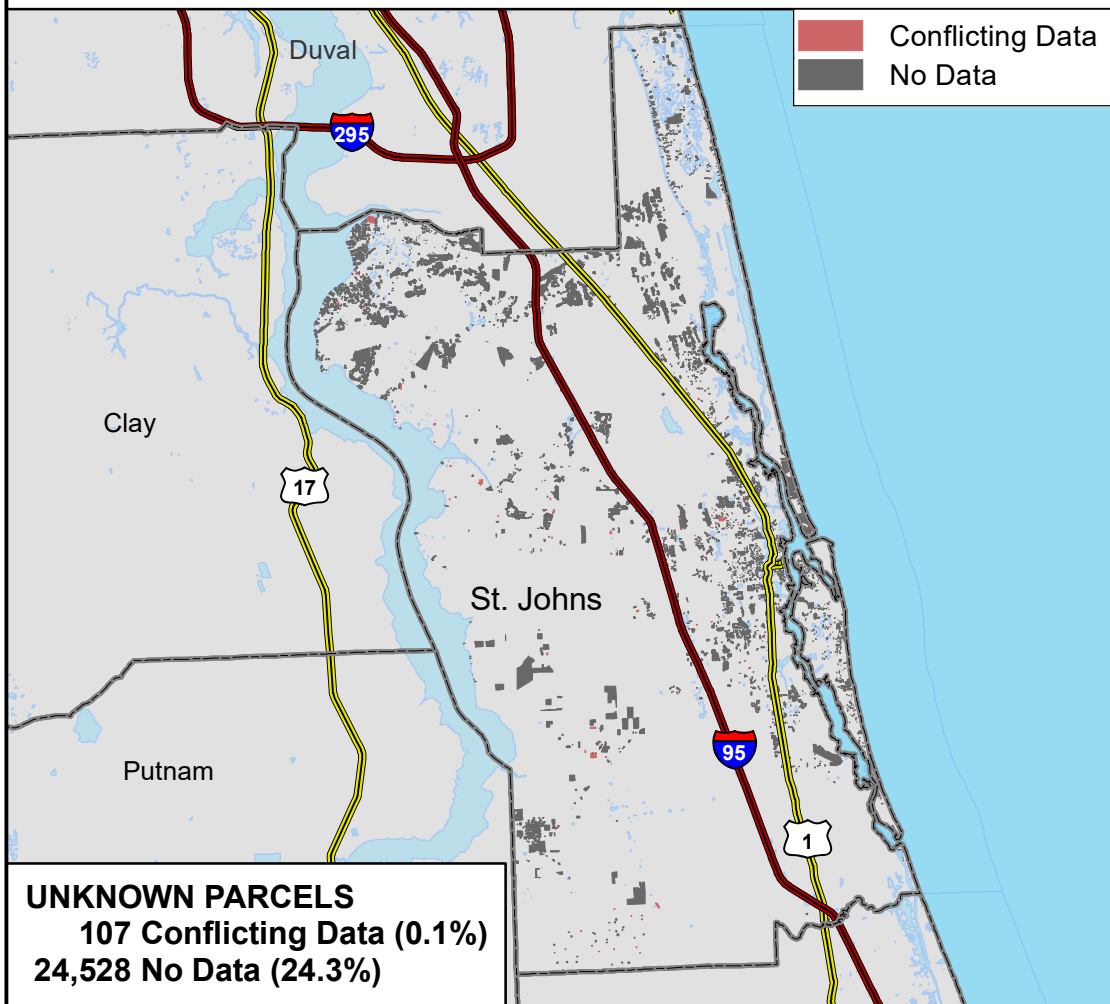 Conflicting Data
No Data
Duval
295
Clay
17
St. Johns
Putnam
95
1
UNKNOWN PARCELS
107 Conflicting Data (0.1%)
24,528 No Data (24.3%)